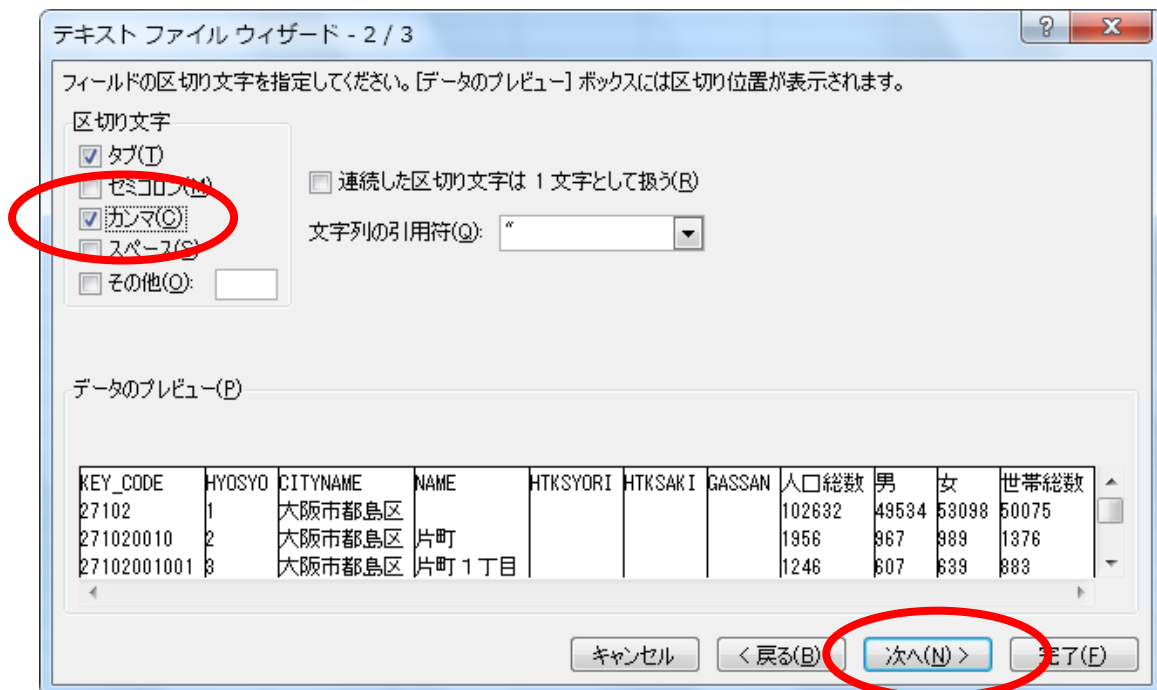 テキスト ファイル ウィザード - 2 / 3
フィールドの区切り文字を指定してください。[データのプレビュー] ボックスには区切り位置が表示されます。
区切り文字
タブ(T)
セミコロン(M)
カンマ(C)
スペース(S)
その他(O):
連続した区切り文字は 1 文字として扱う(R)
文字列の引用符(Q): "
データのプレビュー(P)
KEY_CODE HYOSYO CITYNAME NAME HTKSYORI HTKSAKI GASSAN 人口総数 男 女 世帯総数
27102 1 大阪市都島区 102632 49534 53098 50075
271020010 2 大阪市都島区 片町 1956 967 989 1376
27102001001 3 大阪市都島区 片町１丁目 1246 607 639 883
キャンセル < 戻る(B) 次へ(N) > 完了(F)